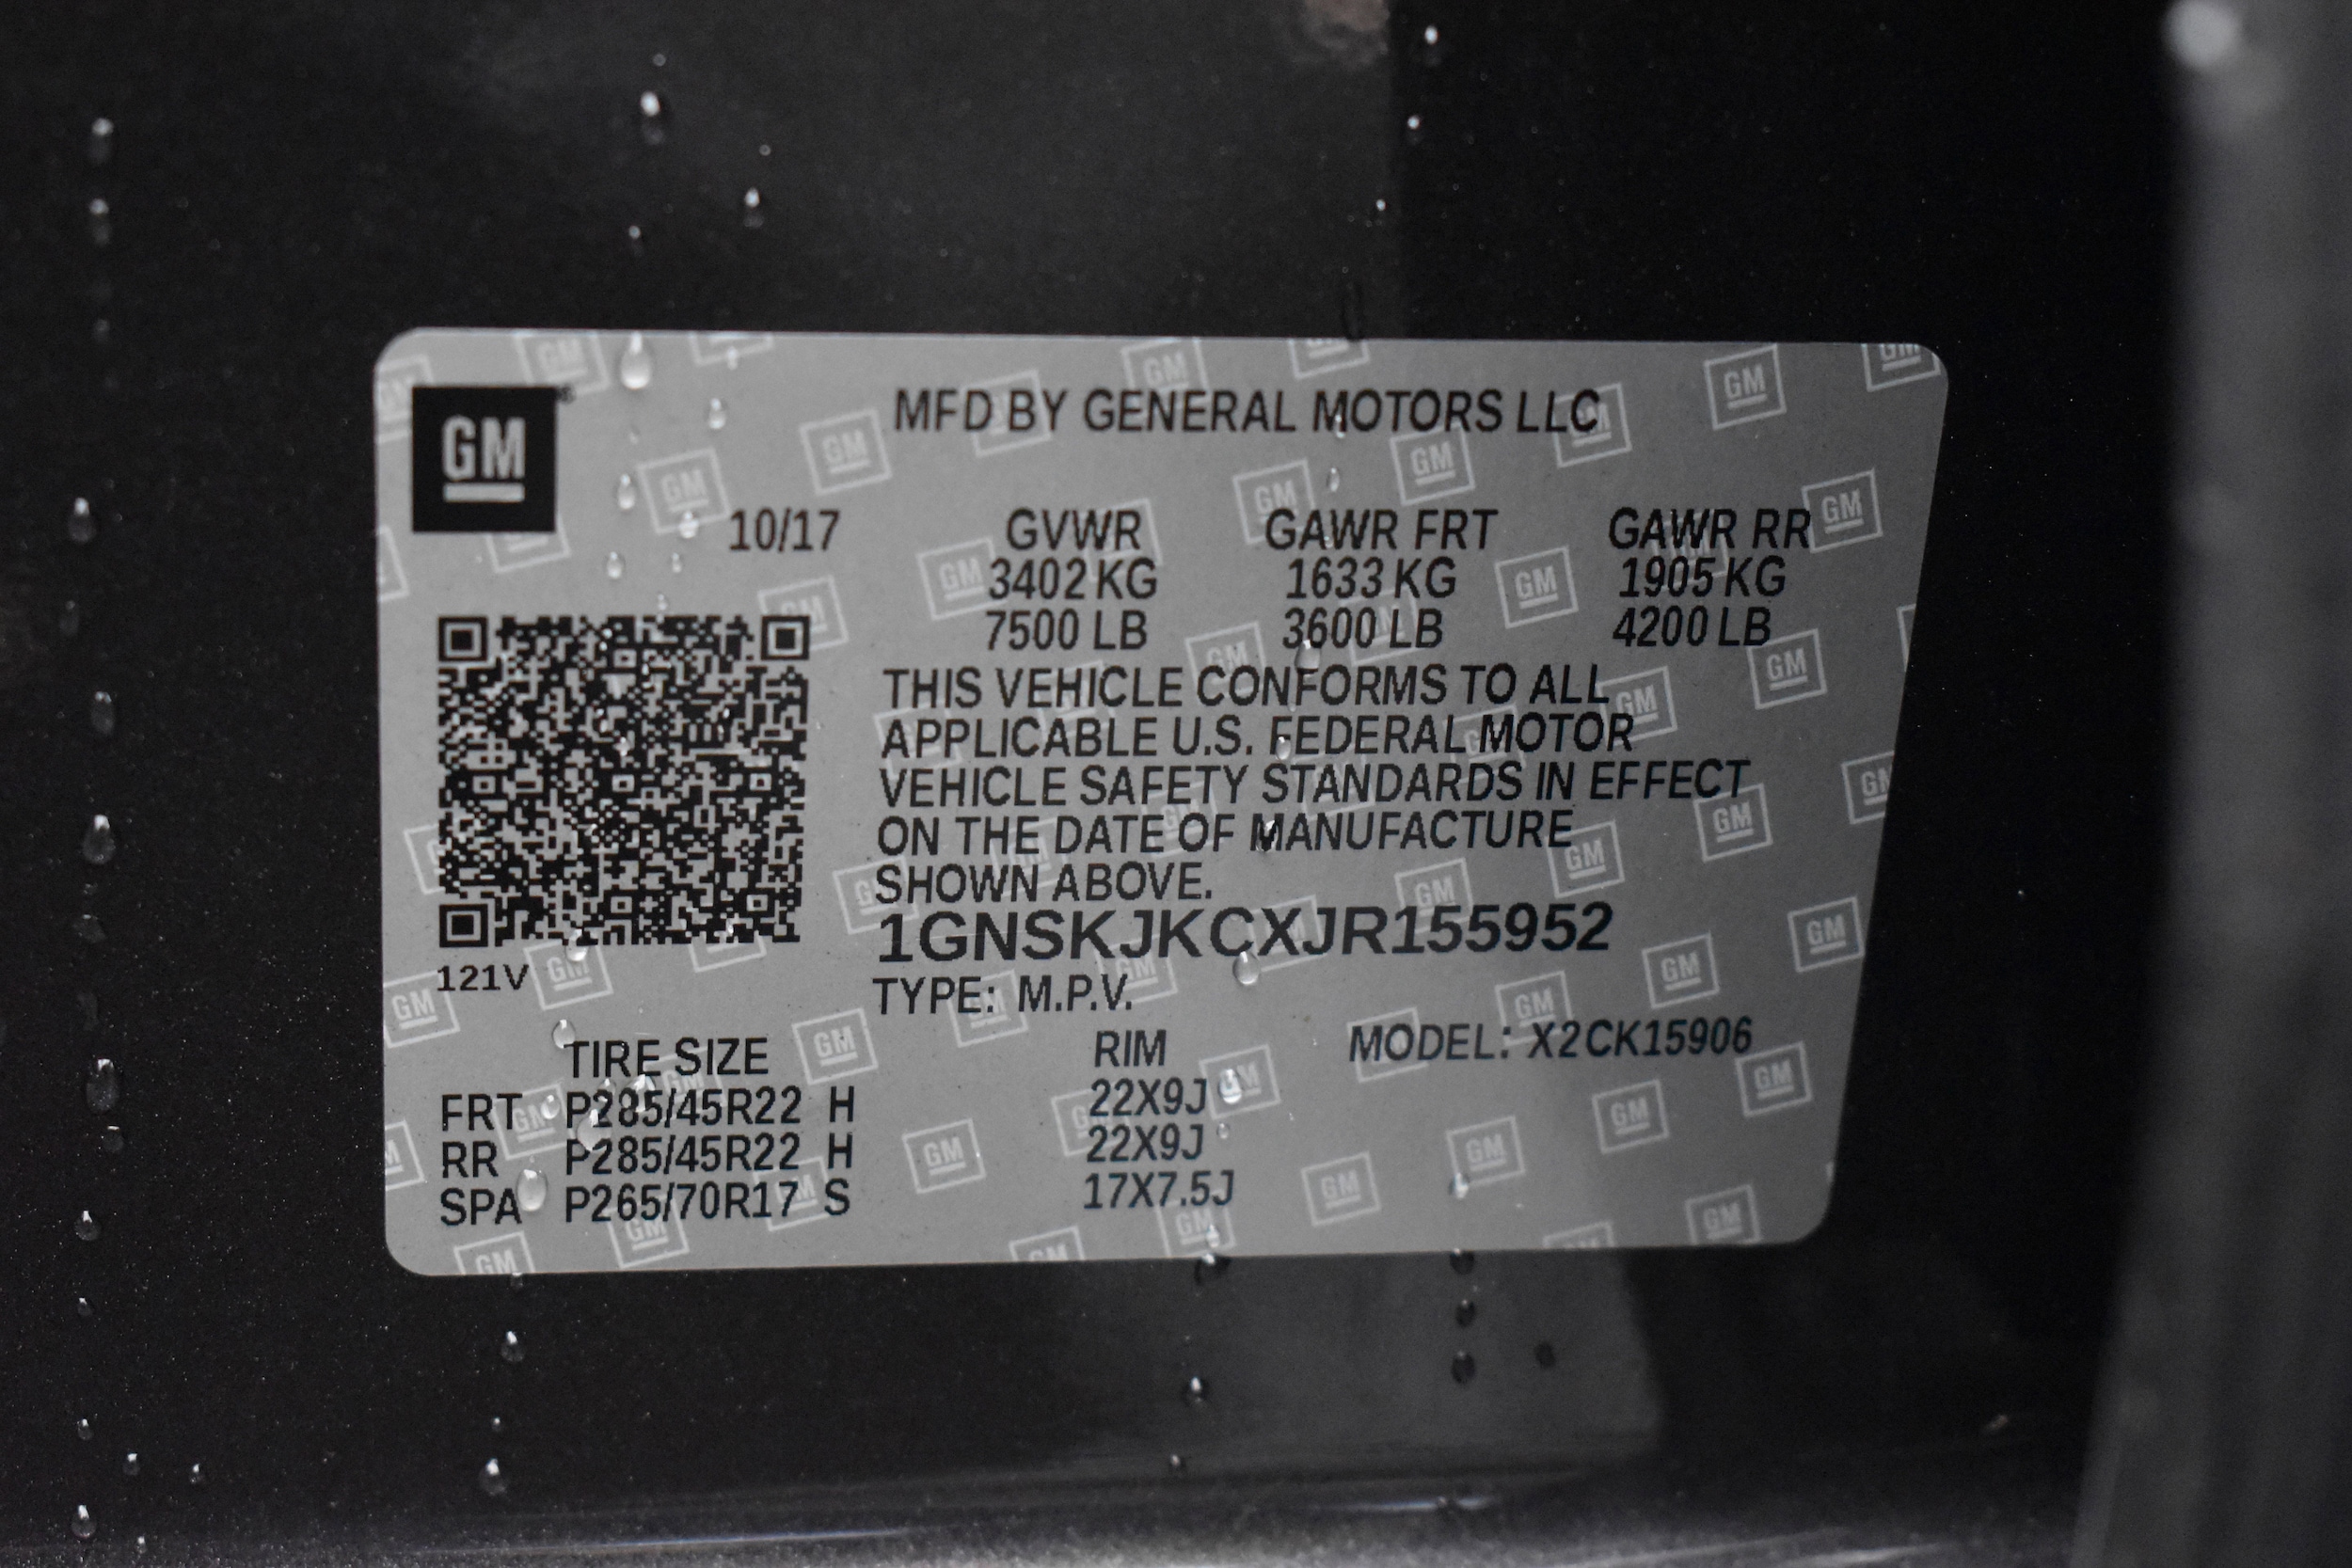 GM
MFD BY GENERAL MOTORS LLC
10/17 GVWR GAWR FRT GAWR RR
3402 KG 1633 KG 1905 KG
7500 LB 3600 LB 4200 LB
THIS VEHICLE CONFORMS TO ALL
APPLICABLE U.S. FEDERAL MOTOR
VEHICLE SAFETY STANDARDS IN EFFECT
ON THE DATE OF MANUFACTURE
SHOWN ABOVE.
1GNSKJKCXJR155952
121V
TYPE: M.P.V.
TIRE SIZE RIM MODEL: X2CK15906
FRT P285/45R22 H 22X9J
RR P285/45R22 H 22X9J
SPA P265/70R17 S 17X7.5J